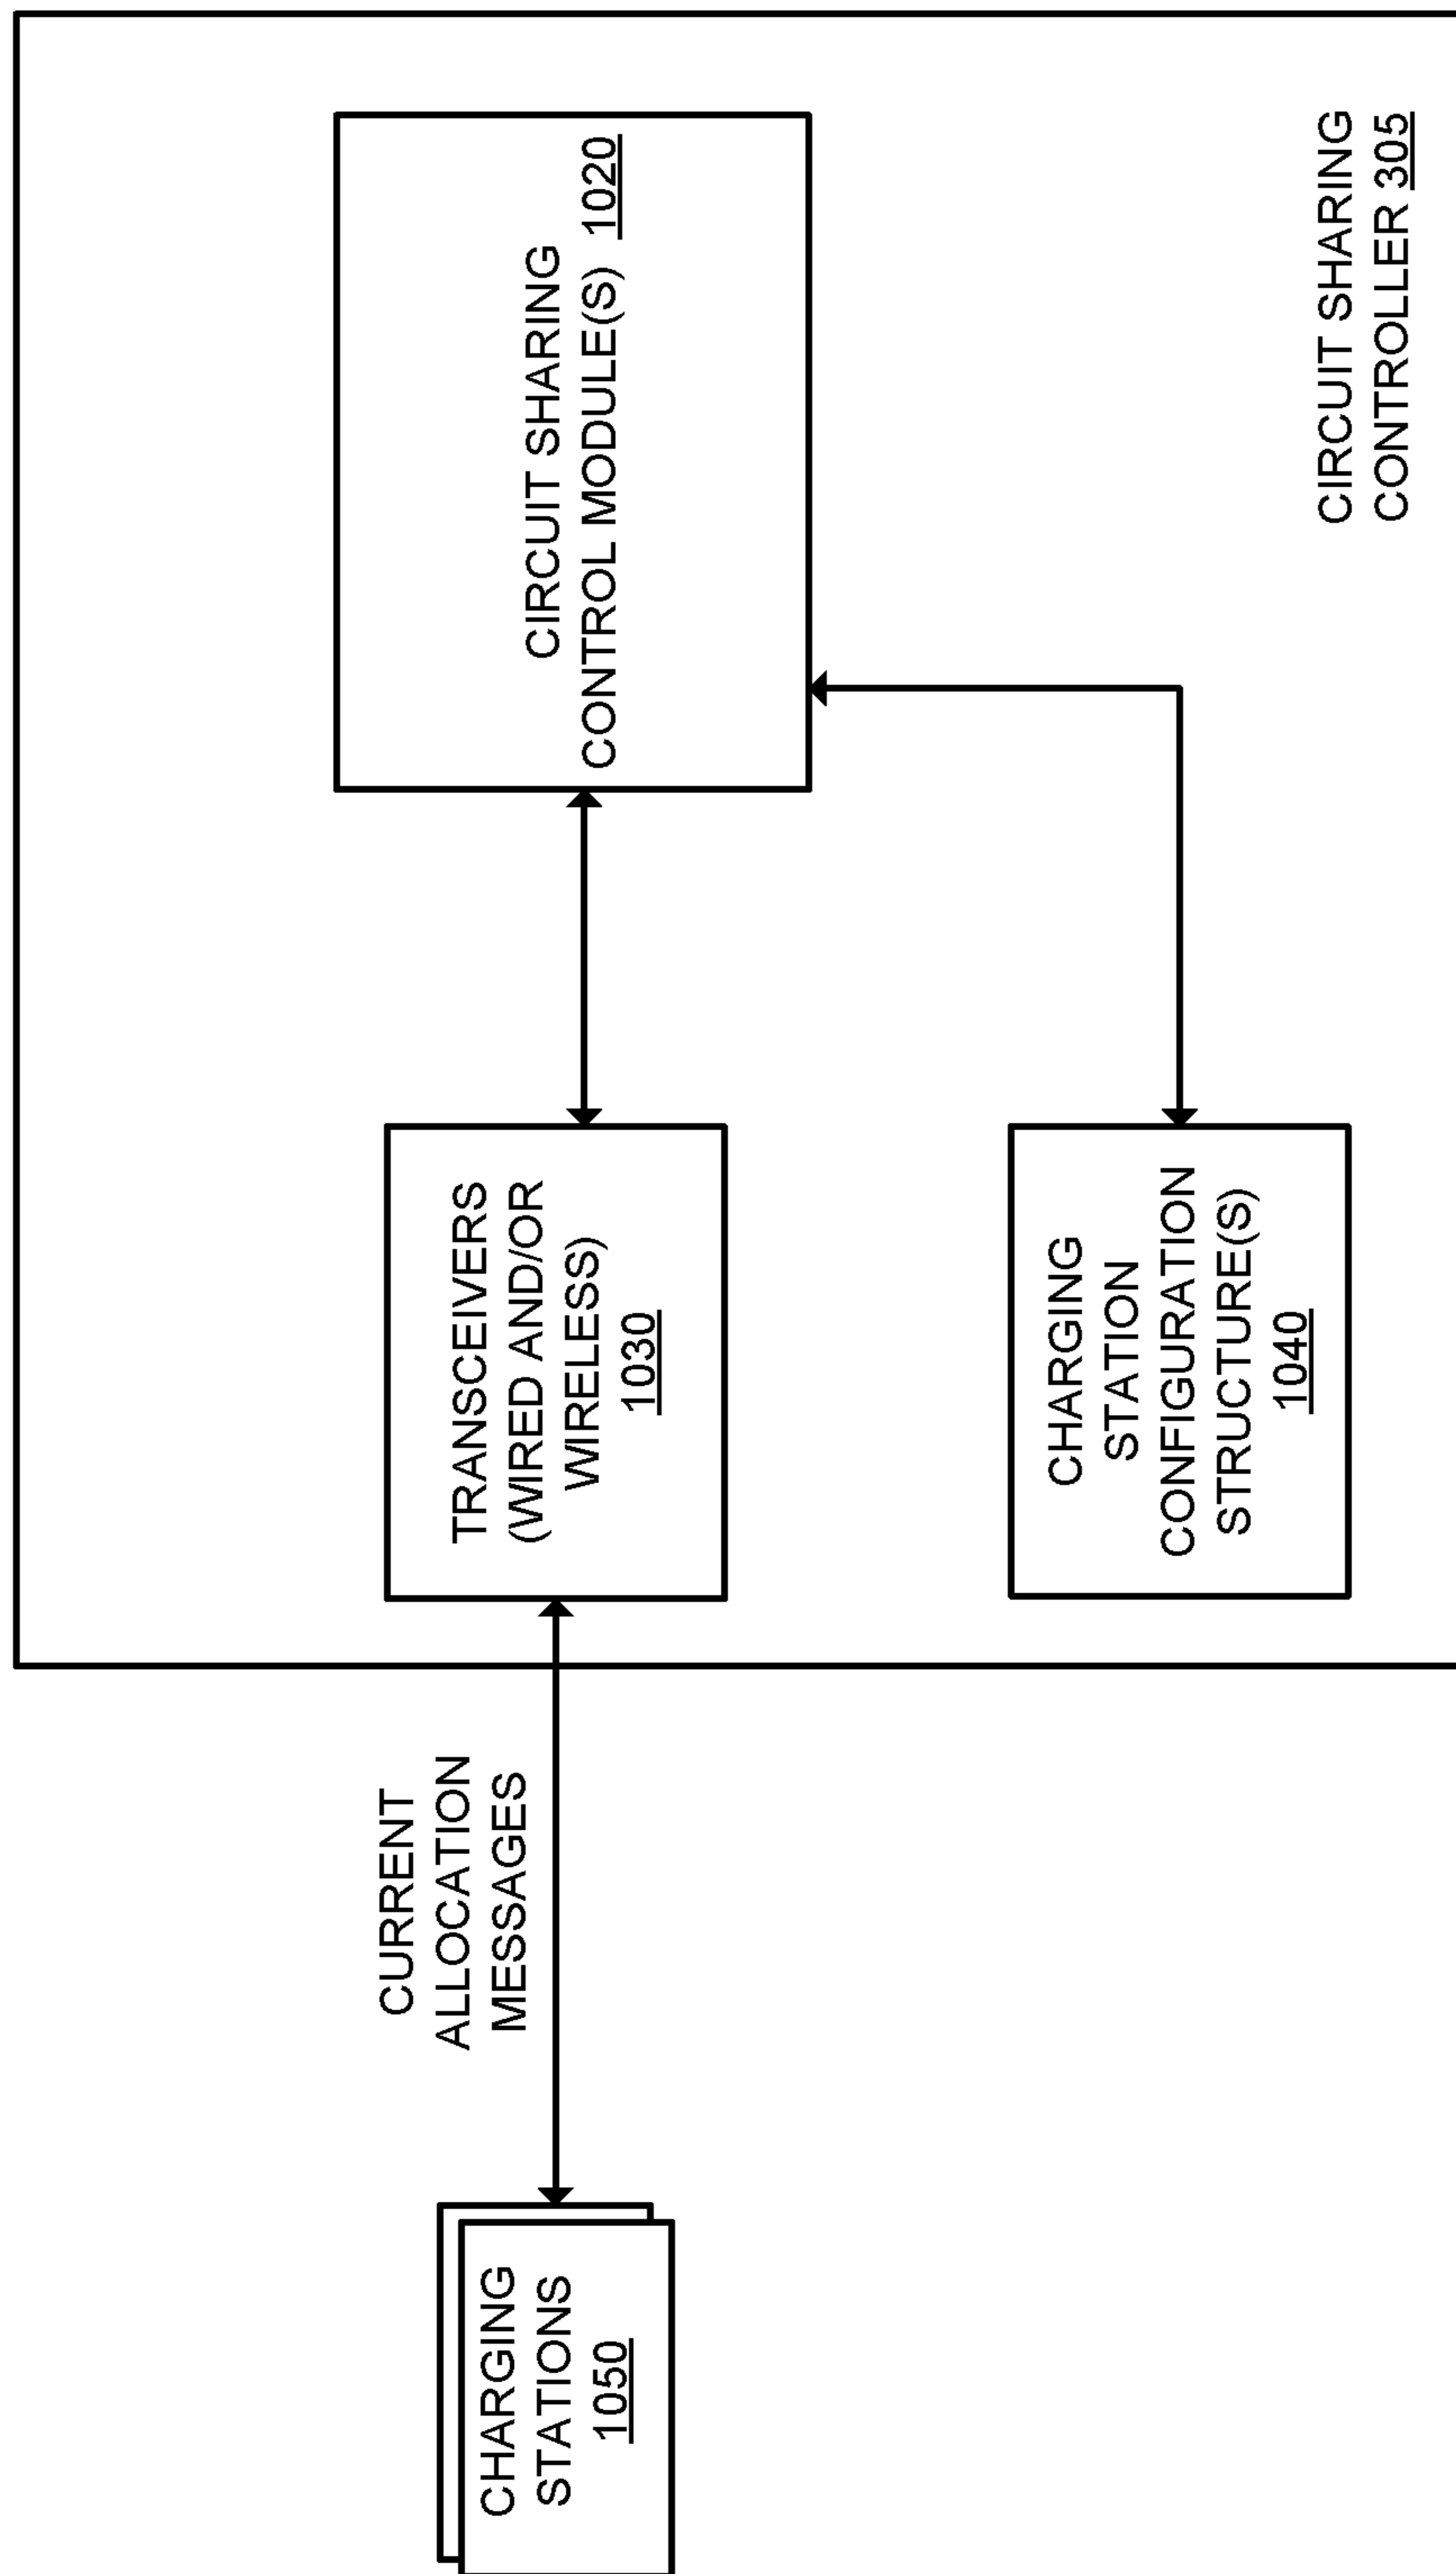 CURRENT
ALLOCATION
MESSAGES
CHARGING
STATIONS
1050
TRANSCEIVERS
(WIRED AND/OR
WIRELESS)
1030
CIRCUIT SHARING
CONTROL MODULE(S) 1020
CHARGING
STATION
CONFIGURATION
STRUCTURE(S)
1040
CIRCUIT SHARING
CONTROLLER 305